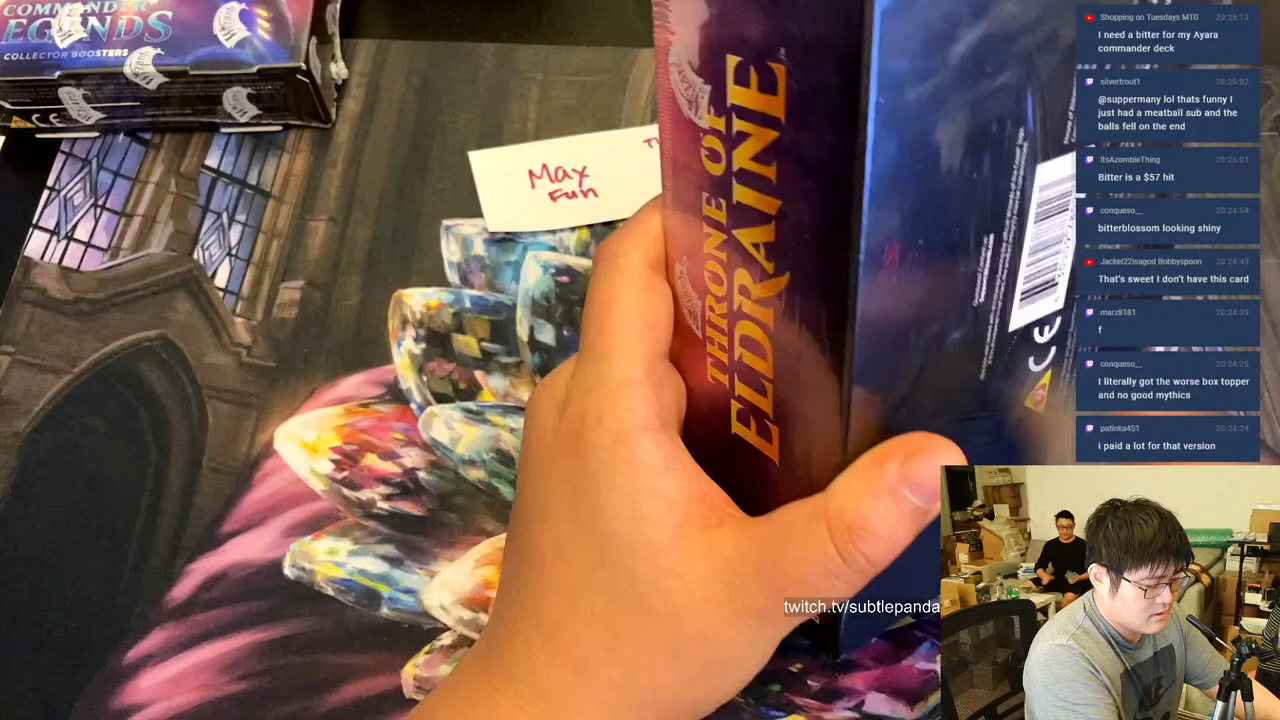 COMMANDER
LEGENDS
COLLECTOR BOOSTERS
Max
Fun
THRONE OF
ELDRAINE
CE
twitch.tv/subtlepanda
Shopping on Tuesdays MTG 20:25:13
I need a bitter for my Ayara
commander deck
silvertrout1 20:25:02
@suppermany lol thats funny I
just had a meatball sub and the
balls fell on the end
ItsAzombieThing 20:25:01
Bitter is a $57 hit
conqueso__ 20:24:54
bitterblossom looking shiny
Jackel22isagod Bobbyspoon 20:24:43
That's sweet I don't have this card
marz8181 20:24:29
f
conqueso__ 20:24:26
I literally got the worse box topper
and no good mythics
patinka451 20:24:24
i paid a lot for that version